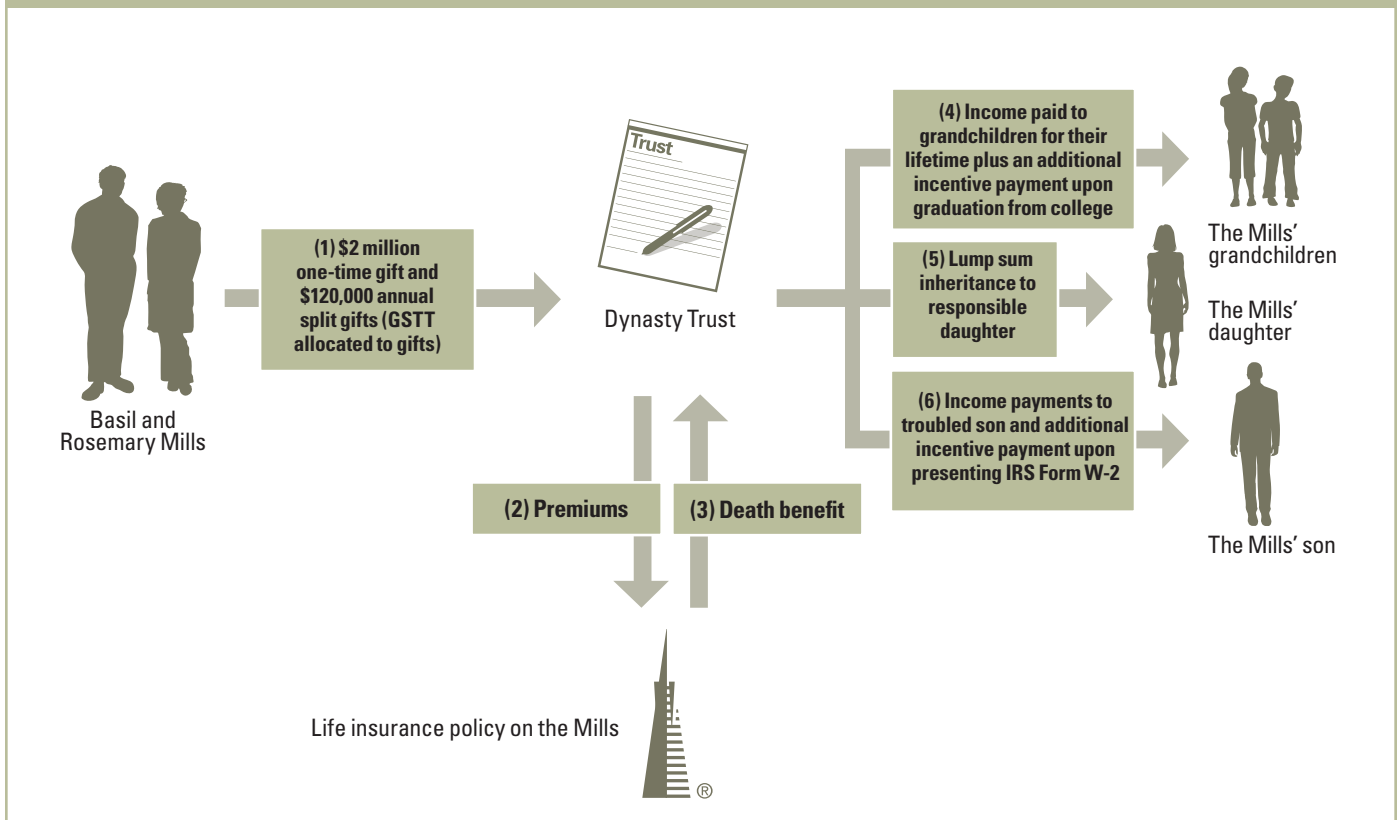 (1) $2 million
one-time gift and
$120,000 annual
split gifts (GSTT
allocated to gifts)
Basil and
Rosemary Mills
Trust
Dynasty Trust
(2) Premiums
(3) Death benefit
Life insurance policy on the Mills
®
(4) Income paid to
grandchildren for their
lifetime plus an additional
incentive payment upon
graduation from college
The Mills’
grandchildren
(5) Lump sum
inheritance to
responsible
daughter
The Mills’
daughter
(6) Income payments to
troubled son and additional
incentive payment upon
presenting IRS Form W-2
The Mills’ son